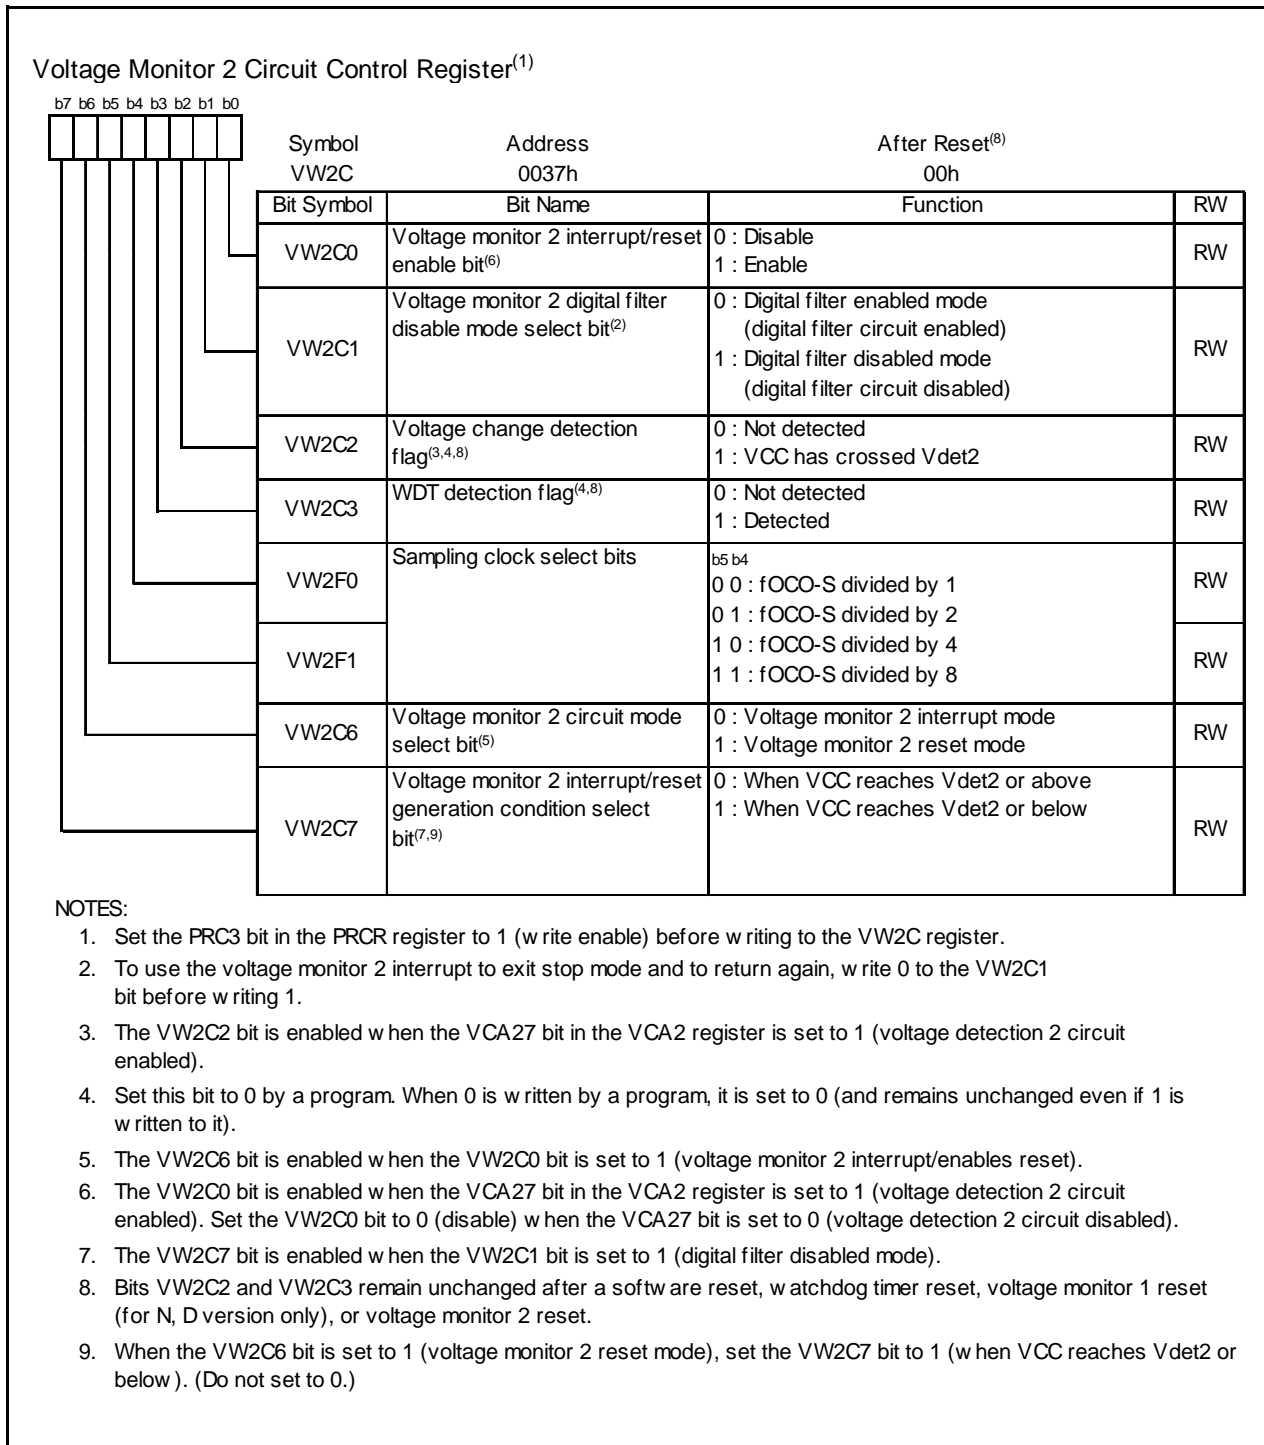 Voltage Monitor 2 Circuit Control Register(1)
b7 b6 b5 b4 b3 b2 b1 b0
Symbol Address After Reset(8)
VW2C 0037h 00h
Bit Symbol Bit Name Function RW
VW2C0 Voltage monitor 2 interrupt/reset enable bit(6) 0 : Disable RW
1 : Enable
VW2C1 Voltage monitor 2 digital filter disable mode select bit(2) 0 : Digital filter enabled mode RW
(digital filter circuit enabled)
1 : Digital filter disabled mode
(digital filter circuit disabled)
VW2C2 Voltage change detection flag(3,4,8) 0 : Not detected RW
1 : VCC has crossed Vdet2
VW2C3 WDT detection flag(4,8) 0 : Not detected RW
1 : Detected
VW2F0 Sampling clock select bits b5 b4 RW
0 0 : fOCO-S divided by 1
0 1 : fOCO-S divided by 2
VW2F1 1 0 : fOCO-S divided by 4 RW
1 1 : fOCO-S divided by 8
VW2C6 Voltage monitor 2 circuit mode select bit(5) 0 : Voltage monitor 2 interrupt mode RW
1 : Voltage monitor 2 reset mode
VW2C7 Voltage monitor 2 interrupt/reset generation condition select bit(7,9) 0 : When VCC reaches Vdet2 or above RW
1 : When VCC reaches Vdet2 or below
NOTES:
1. Set the PRC3 bit in the PRCR register to 1 (write enable) before writing to the VW2C register.
2. To use the voltage monitor 2 interrupt to exit stop mode and to return again, write 0 to the VW2C1
bit before writing 1.
3. The VW2C2 bit is enabled when the VCA27 bit in the VCA2 register is set to 1 (voltage detection 2 circuit
enabled).
4. Set this bit to 0 by a program. When 0 is written by a program, it is set to 0 (and remains unchanged even if 1 is
written to it).
5. The VW2C6 bit is enabled when the VW2C0 bit is set to 1 (voltage monitor 2 interrupt/enables reset).
6. The VW2C0 bit is enabled when the VCA27 bit in the VCA2 register is set to 1 (voltage detection 2 circuit
enabled). Set the VW2C0 bit to 0 (disable) when the VCA27 bit is set to 0 (voltage detection 2 circuit disabled).
7. The VW2C7 bit is enabled when the VW2C1 bit is set to 1 (digital filter disabled mode).
8. Bits VW2C2 and VW2C3 remain unchanged after a software reset, watchdog timer reset, voltage monitor 1 reset
(for N, D version only), or voltage monitor 2 reset.
9. When the VW2C6 bit is set to 1 (voltage monitor 2 reset mode), set the VW2C7 bit to 1 (when VCC reaches Vdet2 or
below). (Do not set to 0.)